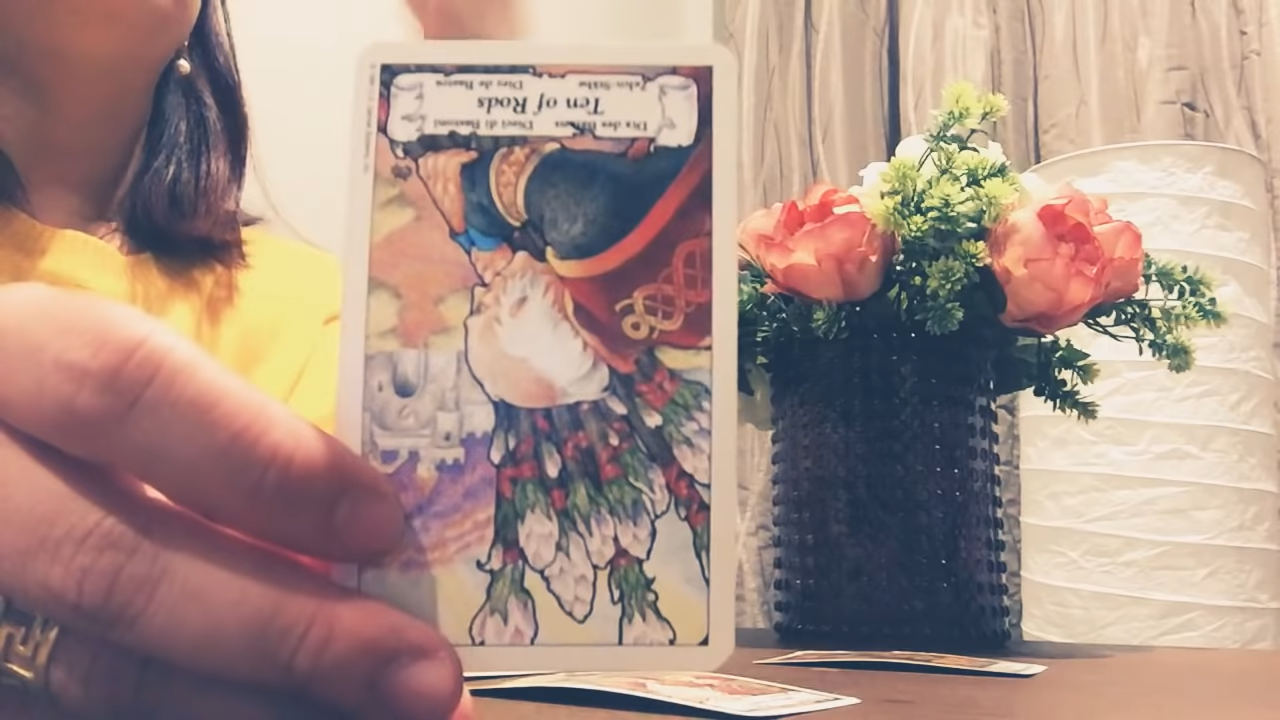 Dix des Bâtons Dieci di Bastoni
Ten of Rods
Zehn Stäbe Diez de Bastos